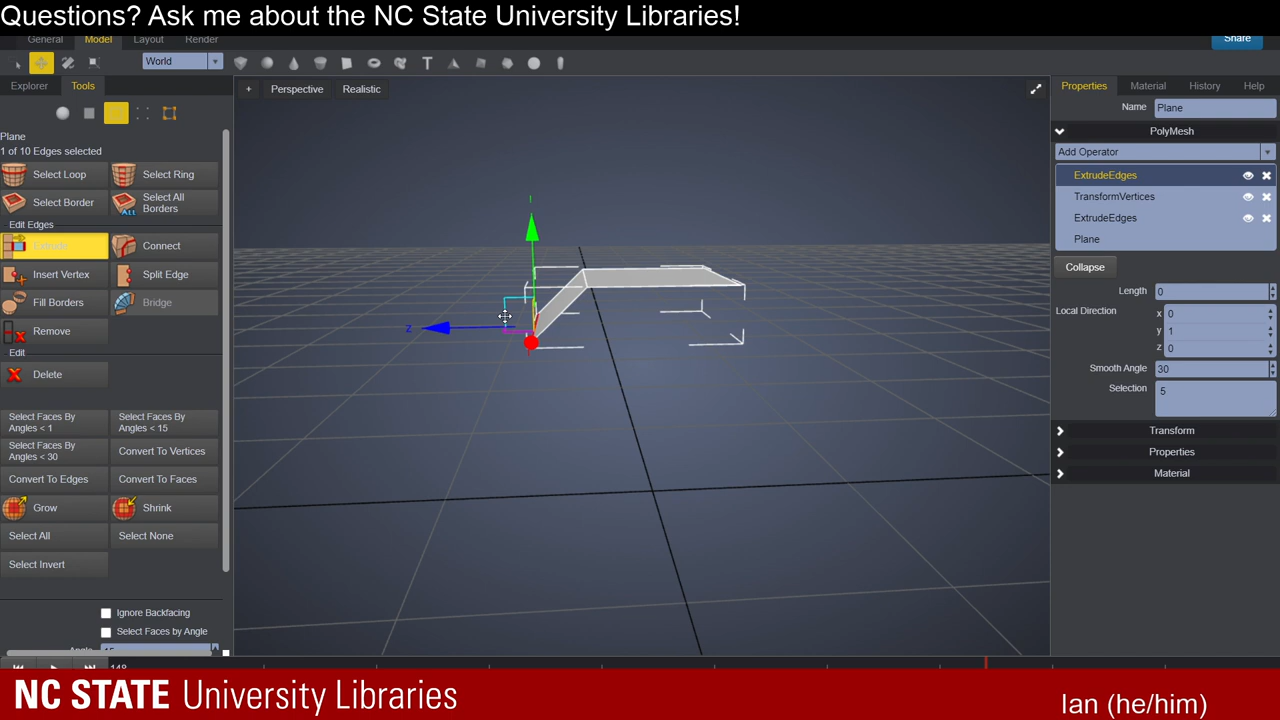 Questions? Ask me about the NC State University Libraries!
General Model Layout Render Share
World T
Explorer Tools + Perspective Realistic Properties Material History Help
Name Plane
Plane PolyMesh
1 of 10 Edges selected Add Operator
Select Loop Select Ring ExtrudeEdges
Select Border Select All Borders TransformVertices
Edit Edges ExtrudeEdges
Extrude Connect Plane
Insert Vertex Split Edge Collapse
Fill Borders Bridge Length 0
Remove Local Direction x 0
z y 1
Edit z 0
Delete Smooth Angle 30
Selection 5
Select Faces By Angles < 1 Select Faces By Angles < 15
Transform
Select Faces By Angles < 30 Convert To Vertices Properties
Convert To Edges Convert To Faces Material
Grow Shrink
Select All Select None
Select Invert
Ignore Backfacing
Select Faces by Angle
Angle 15
148
NC STATE University Libraries
Ian (he/him)